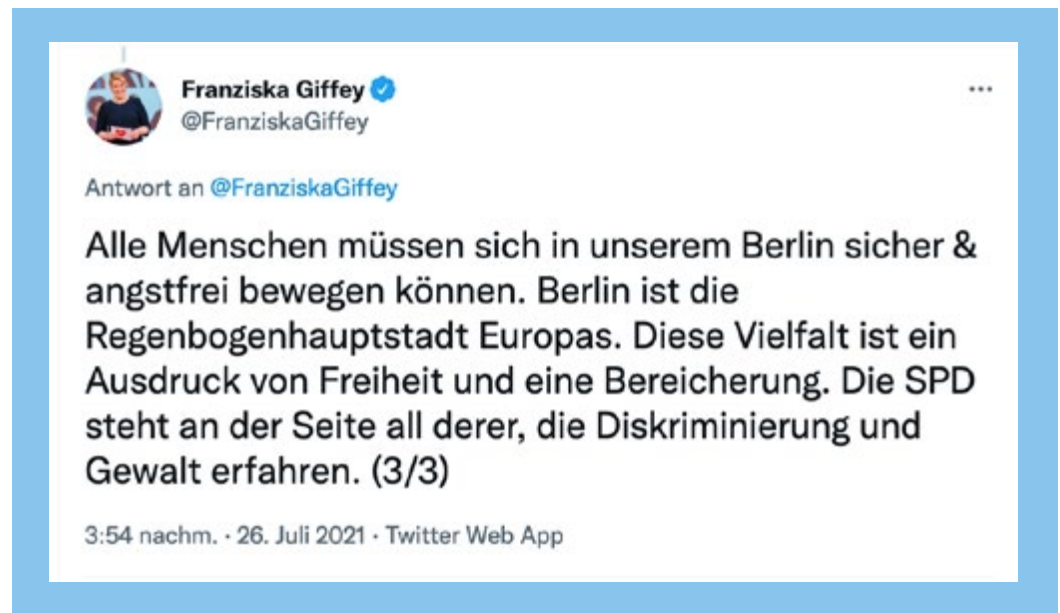 Franziska Giffey
@FranziskaGiffey
Antwort an @FranziskaGiffey
Alle Menschen müssen sich in unserem Berlin sicher &
angstfrei bewegen können. Berlin ist die
Regenbogenhauptstadt Europas. Diese Vielfalt ist ein
Ausdruck von Freiheit und eine Bereicherung. Die SPD
steht an der Seite all derer, die Diskriminierung und
Gewalt erfahren. (3/3)
3:54 nachm. · 26. Juli 2021 · Twitter Web App